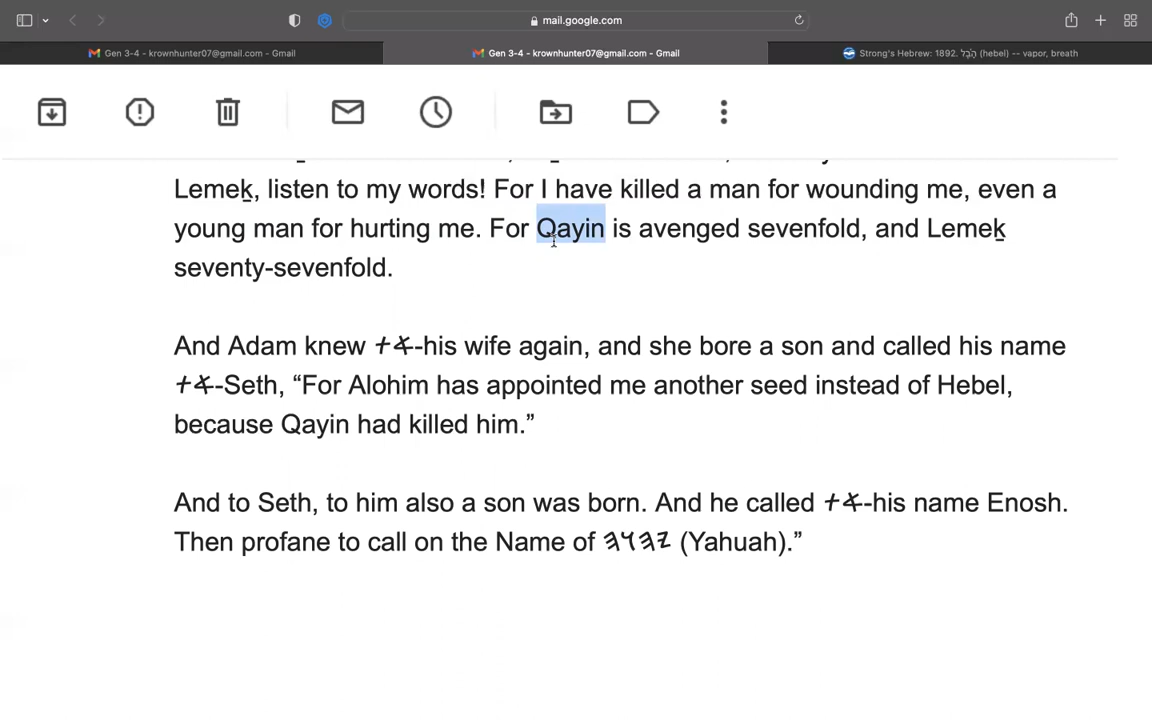 mail.google.com
Gen 3-4 - krownhunter07@gmail.com - Gmail
Gen 3-4 - krownhunter07@gmail.com - Gmail
Strong's Hebrew: 1892. הֶ֫בֶל (hebel) -- vapor, breath
Lemeḵ, listen to my words! For I have killed a man for wounding me, even a
young man for hurting me. For Qayin is avenged sevenfold, and Lemeḵ
seventy-sevenfold.
And Adam knew 𐤕𐤀-his wife again, and she bore a son and called his name
𐤕𐤀-Seth, “For Alohim has appointed me another seed instead of Hebel,
because Qayin had killed him.”
And to Seth, to him also a son was born. And he called 𐤕𐤀-his name Enosh.
Then profane to call on the Name of 𐤉𐤄𐤅𐤄 (Yahuah).”